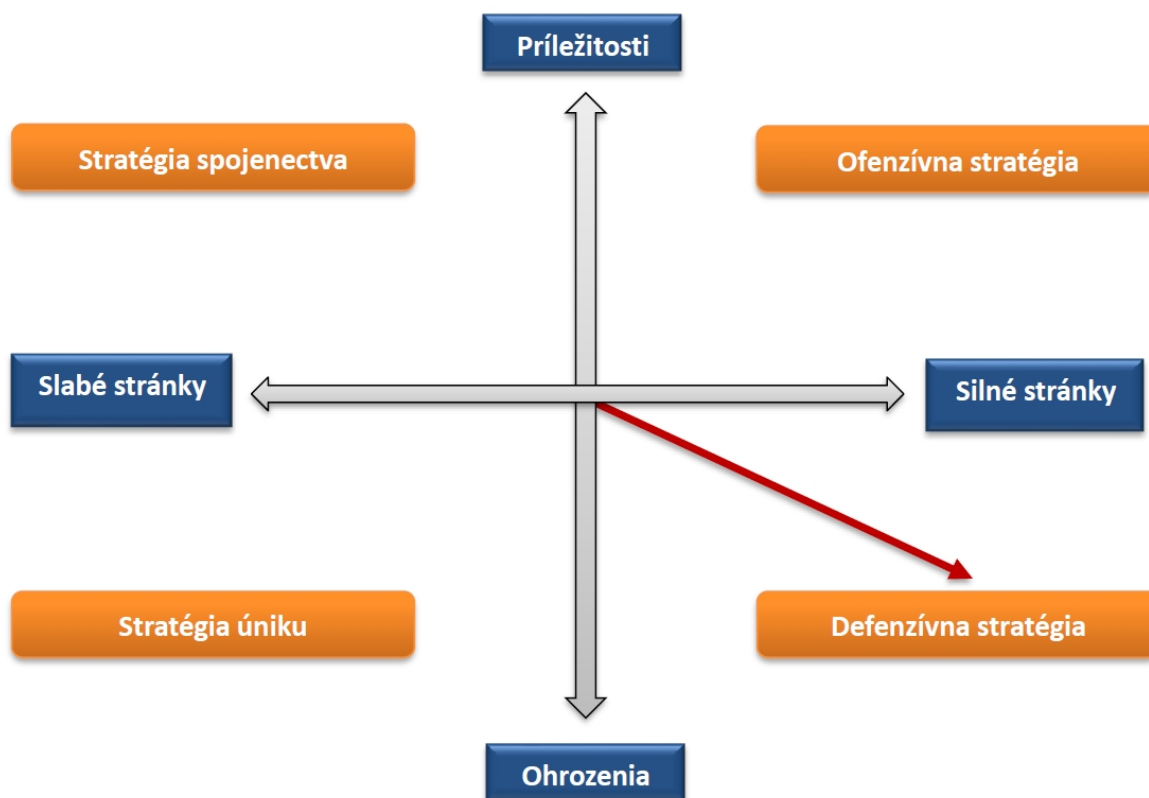 Príležitosti
Stratégia spojenectva
Ofenzívna stratégia
Slabé stránky
Silné stránky
Stratégia úniku
Defenzívna stratégia
Ohrozenia